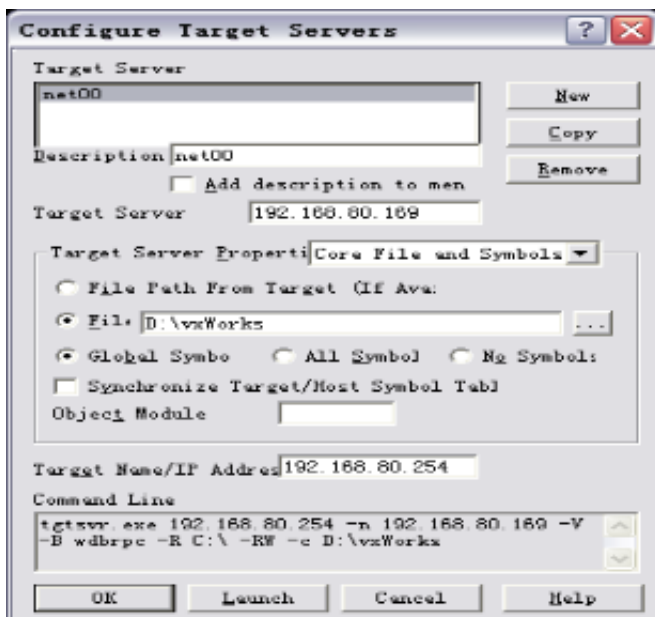 Configure Target Servers
Target Server
net00
New
Copy
Description net00
Remove
Add description to men
Target Server 192.168.80.169
Target Server Properti Core File and Symbols
File Path From Target (If Ava:
File D:\vxWorks ...
Global Symbo All Symbol No Symbols
Synchronize Target/Host Symbol Tabl
Object Module
Target Name/IP Addres 192.168.80.254
Command Line
tgtsvr.exe 192.168.80.254 -n 192.168.80.169 -V
-B wdbrpc -R C:\ -RW -c D:\vxWorks
OK Launch Cancel Help